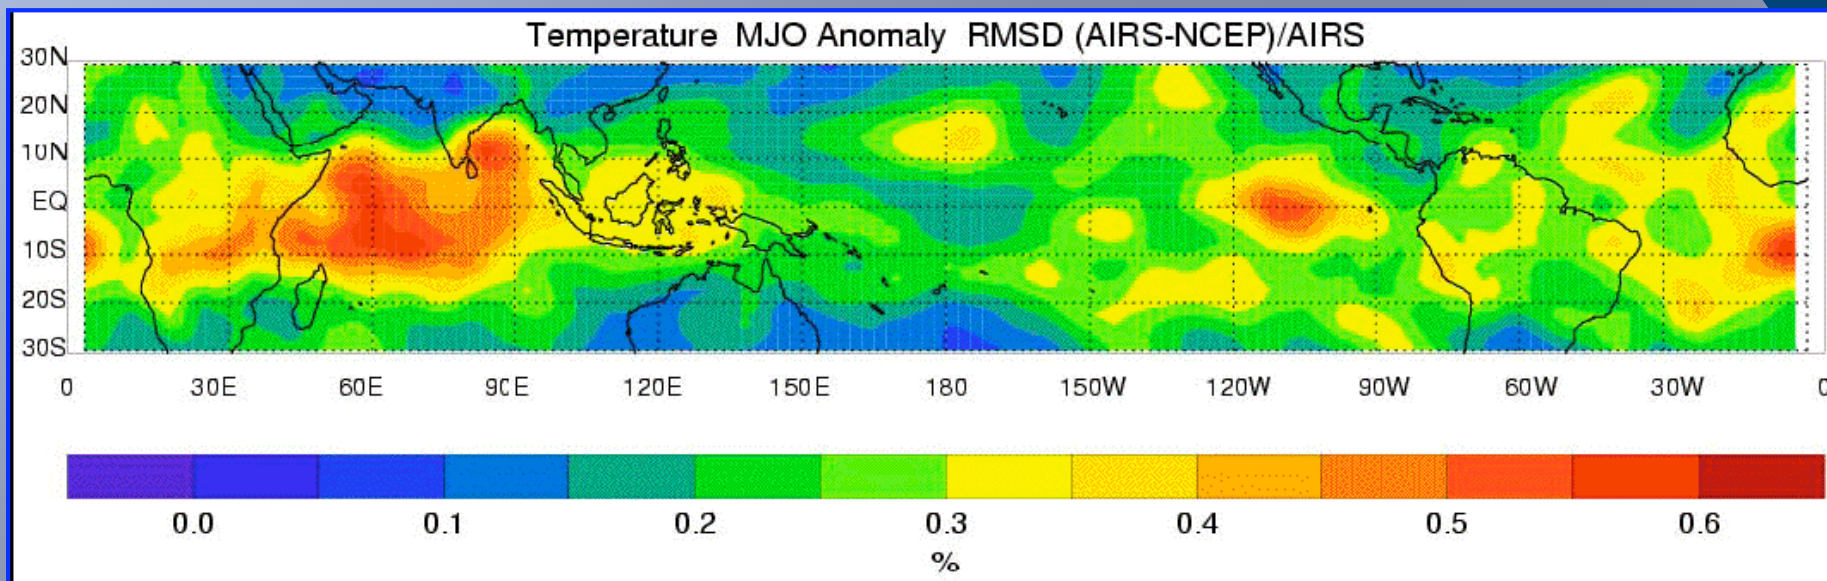 Temperature MJO Anomaly RMSD (AIRS-NCEP)/AIRS
30N
20N
10N
EQ
10S
20S
30S
0 30E 60E 90E 120E 150E 180 150W 120W 90W 60W 30W 0
0.0 0.1 0.2 0.3 0.4 0.5 0.6
%